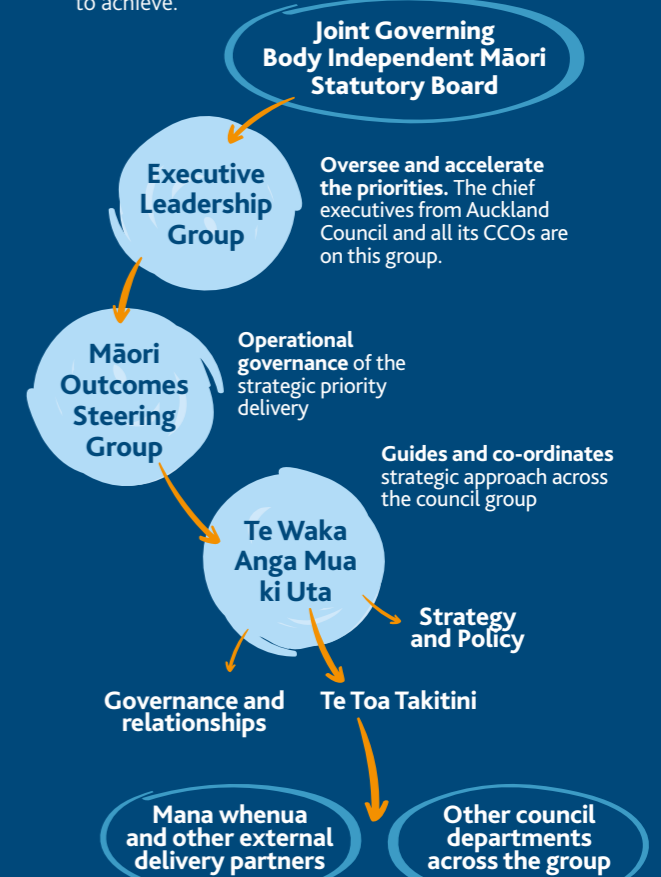 to achieve.
Joint Governing
Body Independent Māori
Statutory Board
Executive
Leadership
Group
Oversee and accelerate
the priorities. The chief
executives from Auckland
Council and all its CCOs are
on this group.
Māori
Outcomes
Steering
Group
Operational
governance of the
strategic priority
delivery
Guides and co-ordinates
strategic approach across
the council group
Te Waka
Anga Mua
ki Uta
Strategy
and Policy
Governance and
relationships
Te Toa Takitini
Mana whenua
and other external
delivery partners
Other council
departments
across the group